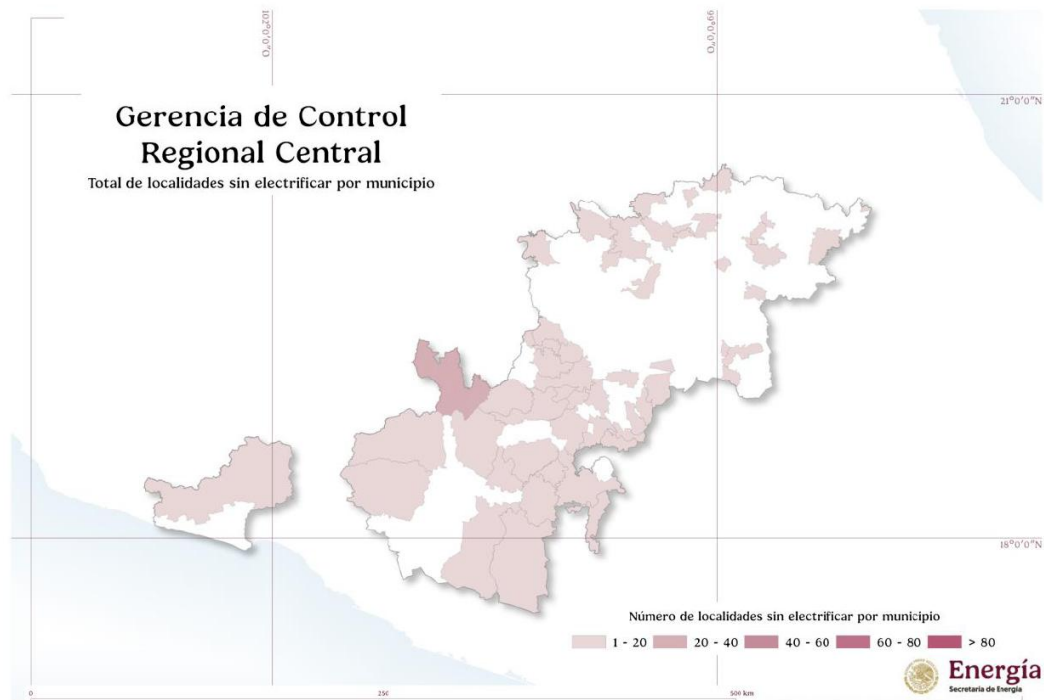 102°0'0"O
99°0'0"O
21°0'0"N
Gerencia de Control
Regional Central
Total de localidades sin electrificar por municipio
18°0'0"N
Número de localidades sin electrificar por municipio
1 - 20
20 - 40
40 - 60
60 - 80
> 80
Energía
Secretaría de Energía
0
250
500 km